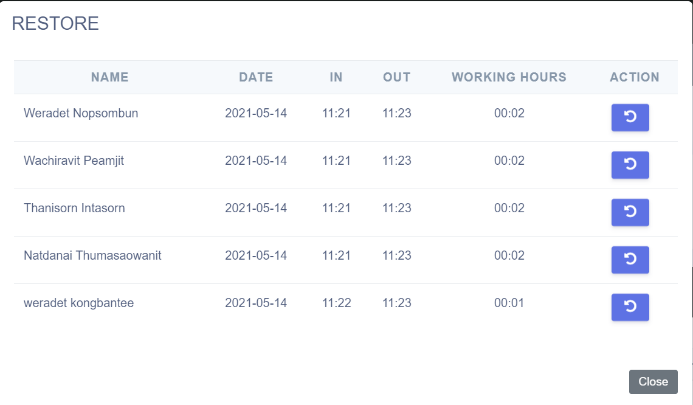 RESTORE
NAME DATE IN OUT WORKING HOURS ACTION
Weradet Nopsombun 2021-05-14 11:21 11:23 00:02
Wachiravit Peamjit 2021-05-14 11:21 11:23 00:02
Thanisorn Intasorn 2021-05-14 11:21 11:23 00:02
Natdanai Thumasaowanit 2021-05-14 11:21 11:23 00:02
weradet kongbantee 2021-05-14 11:22 11:23 00:01
Close